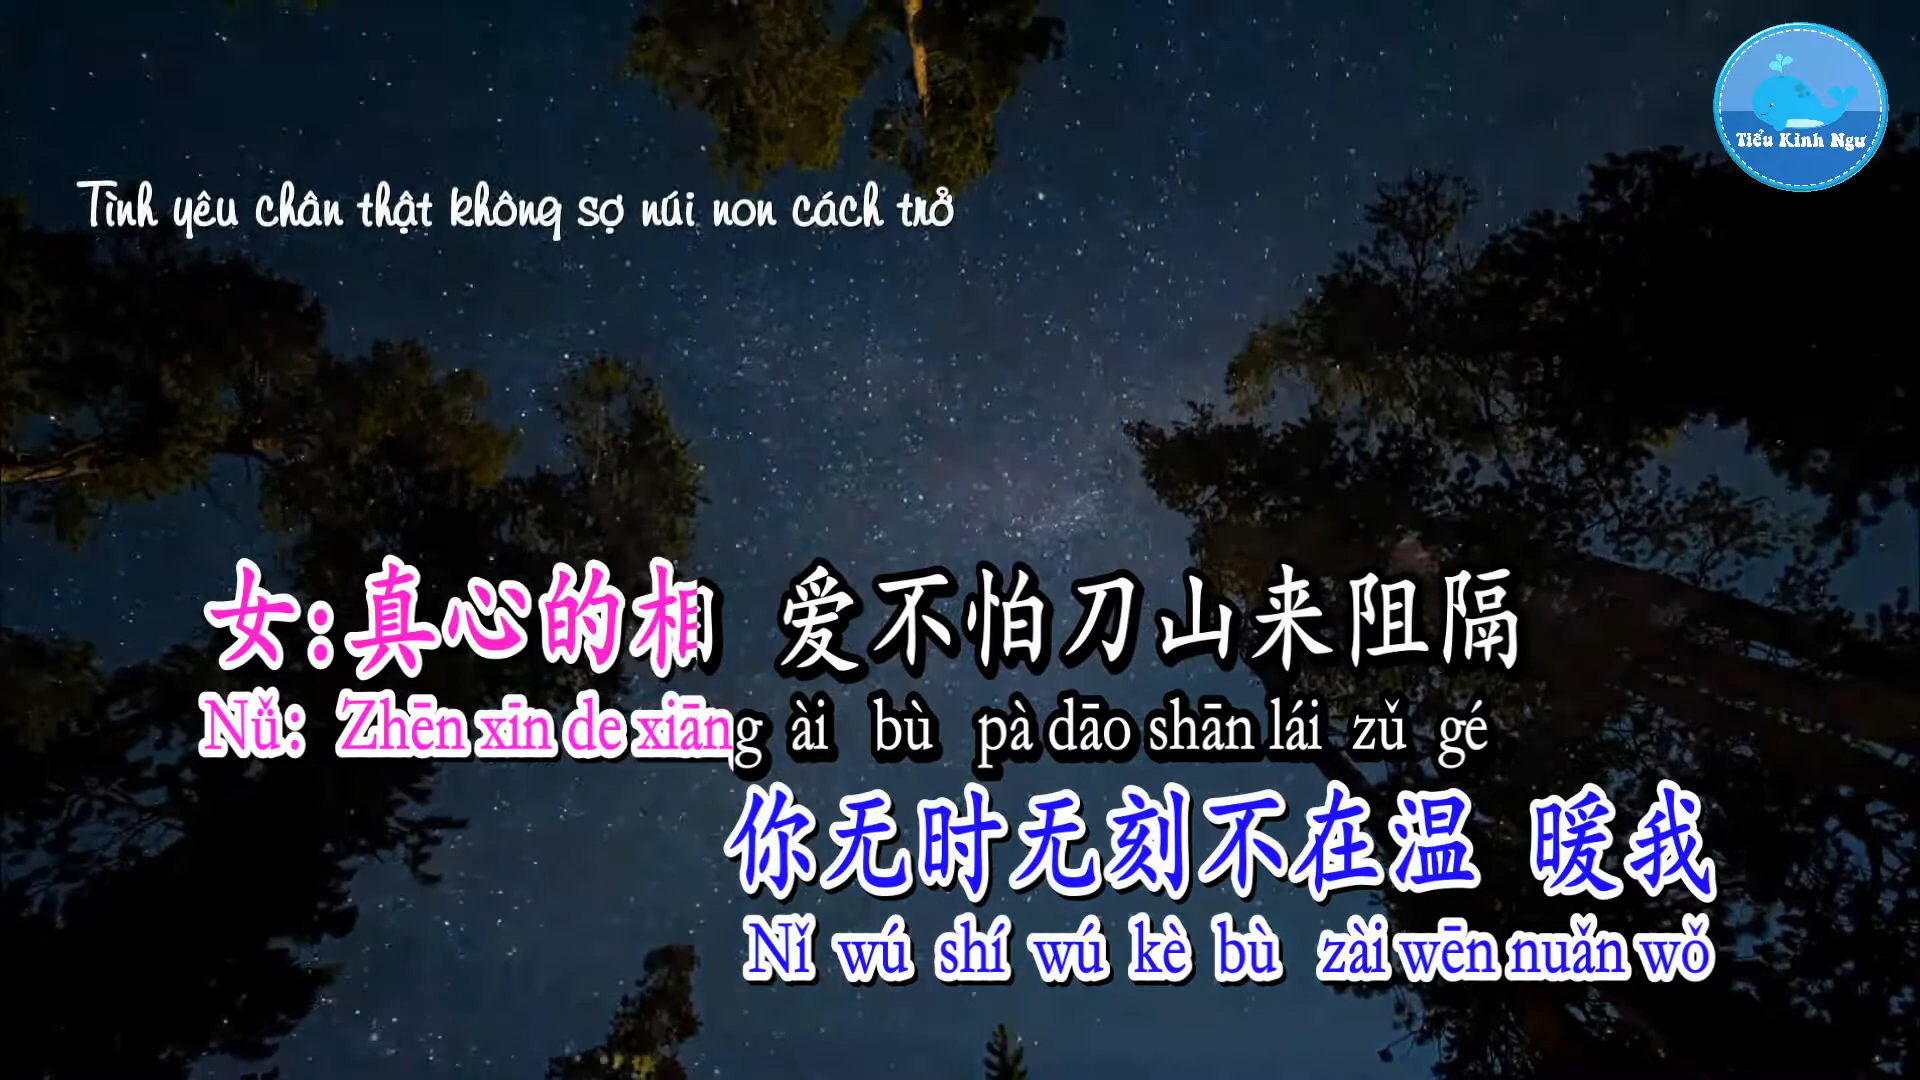 Tiểu Kình Ngư
Tình yêu chân thật không sợ núi non cách trở
女:真心的相 爱不怕刀山来阻隔
Nǚ: Zhēn xīn de xiāng ài bù pà dāo shān lái zǔ gé
你无时无刻不在温 暖我
Nǐ wú shí wú kè bù zài wēn nuǎn wǒ